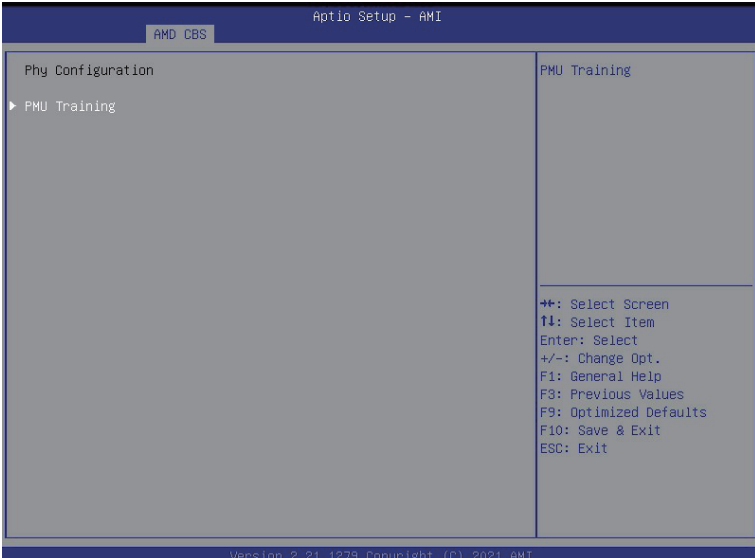 Aptio Setup – AMI
AMD CBS
Phy Configuration
PMU Training
PMU Training
→←: Select Screen
↑↓: Select Item
Enter: Select
+/-: Change Opt.
F1: General Help
F3: Previous Values
F9: Optimized Defaults
F10: Save & Exit
ESC: Exit
Version 2.21.1279 Copyright (C) 2021 AMI